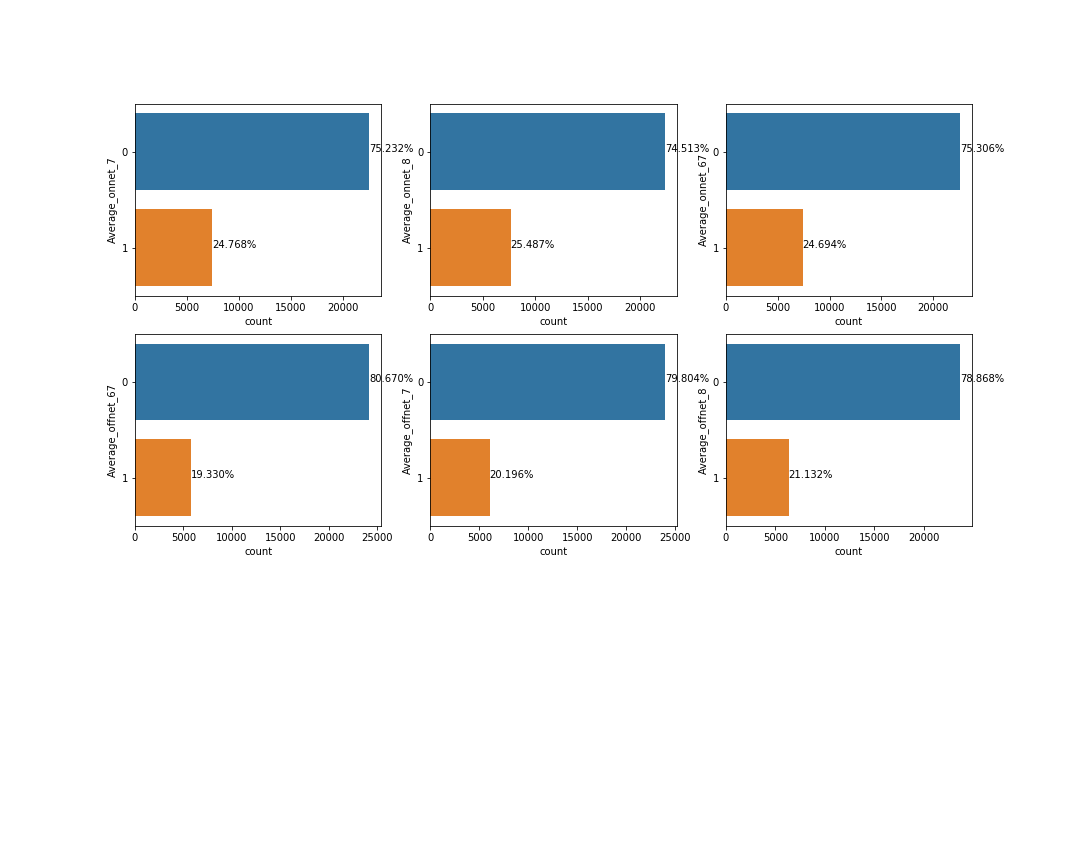 Average_onnet_7
0
75.232%
1
24.768%
0 5000 10000 15000 20000
count
Average_onnet_8
0
74.513%
1
25.487%
0 5000 10000 15000 20000
count
Average_onnet_67
0
75.306%
1
24.694%
0 5000 10000 15000 20000
count
Average_offnet_67
0
80.670%
1
19.330%
0 5000 10000 15000 20000 25000
count
Average_offnet_7
0
79.804%
1
20.196%
0 5000 10000 15000 20000 25000
count
Average_offnet_8
0
78.868%
1
21.132%
0 5000 10000 15000 20000
count